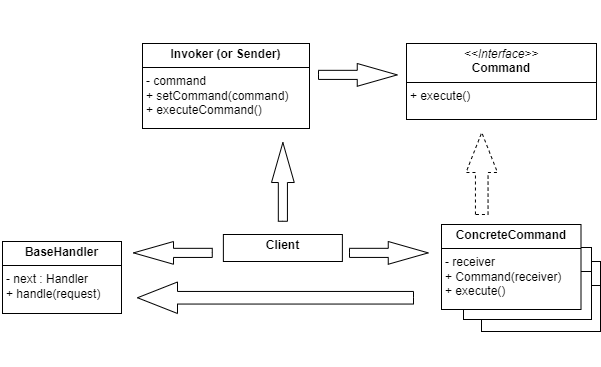 Invoker (or Sender)
- command
+ setCommand(command)
+ executeCommand()
<<Interface>>
Command
+ execute()
Client
BaseHandler
- next : Handler
+ handle(request)
ConcreteCommand
- receiver
+ Command(receiver)
+ execute()